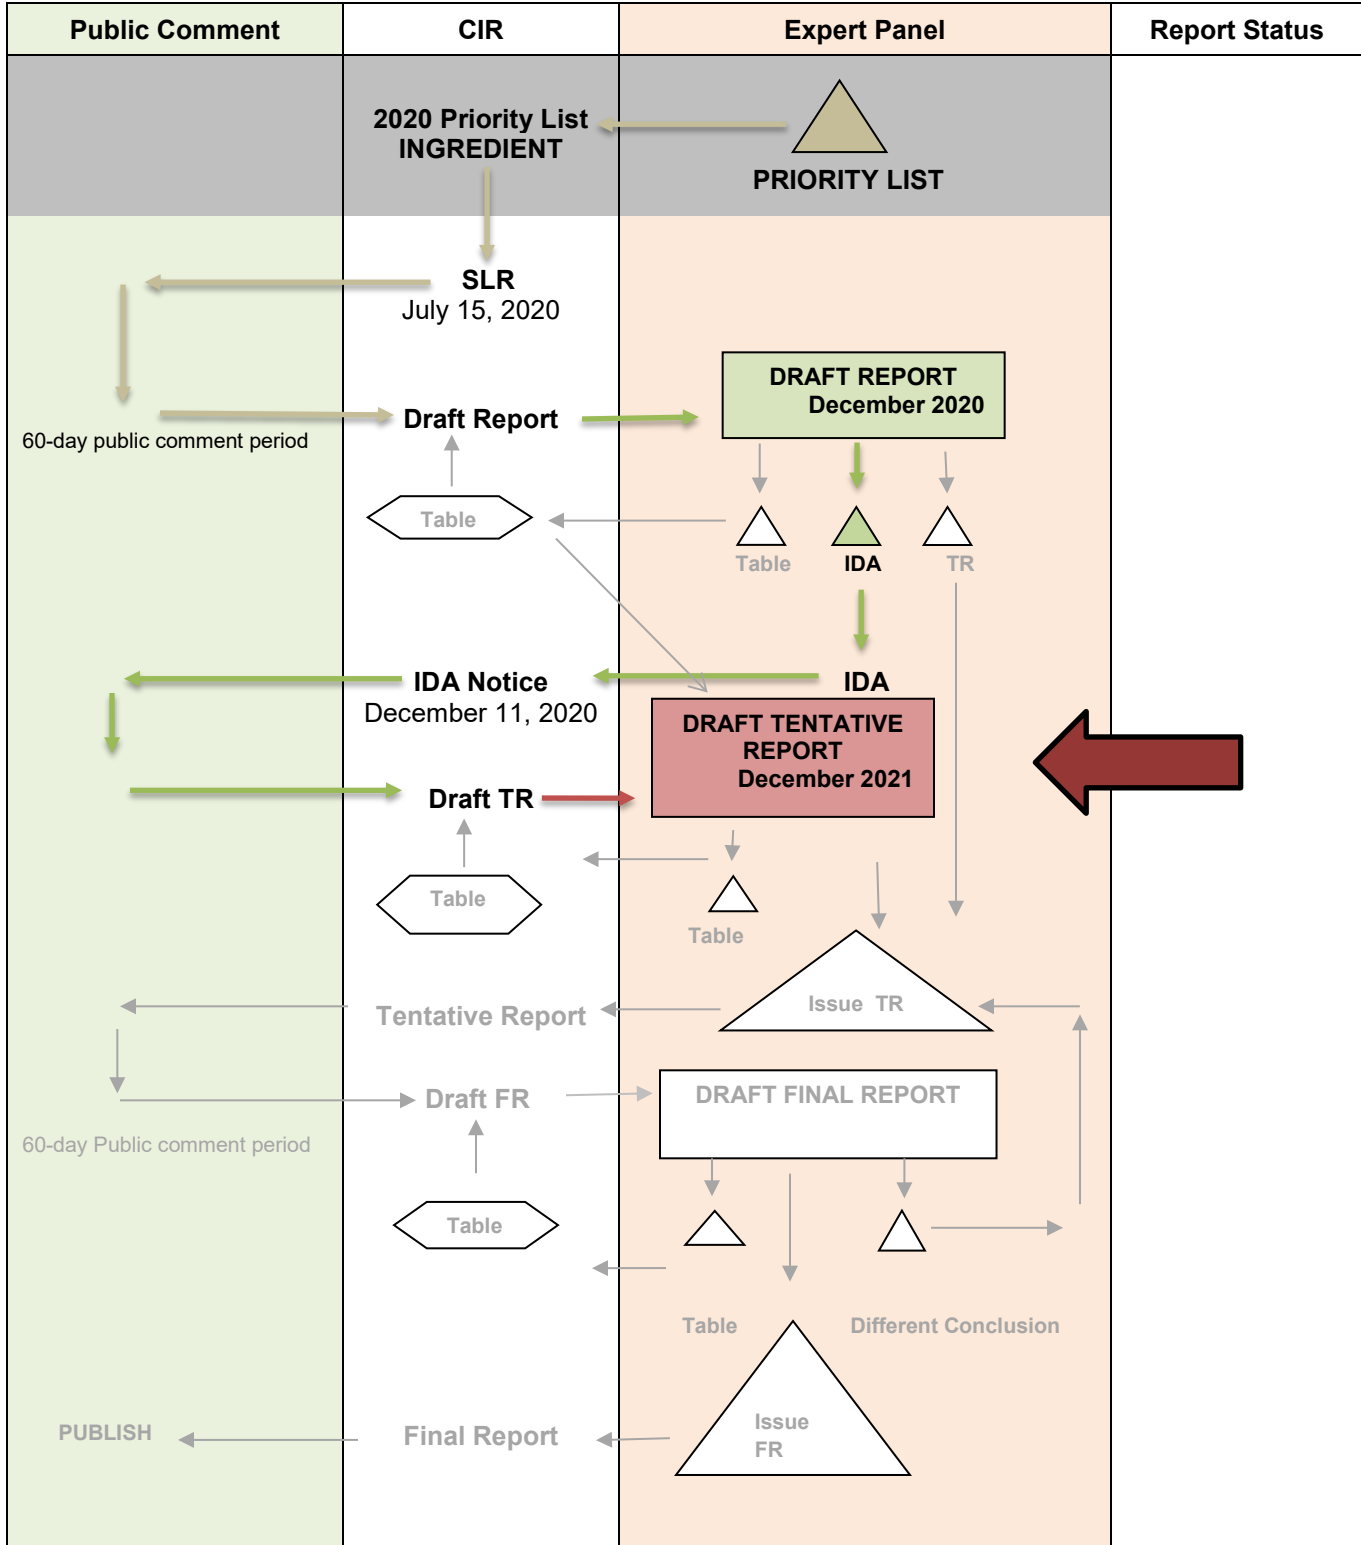 Public Comment
CIR
Expert Panel
Report Status
2020 Priority List
INGREDIENT
PRIORITY LIST
SLR
July 15, 2020
DRAFT REPORT
December 2020
60-day public comment period
Draft Report
Table
Table
IDA
TR
IDA Notice
December 11, 2020
IDA
DRAFT TENTATIVE
REPORT
December 2021
Draft TR
Table
Table
Tentative Report
Issue TR
Draft FR
DRAFT FINAL REPORT
60-day Public comment period
Table
Table
Different Conclusion
PUBLISH
Final Report
Issue
FR